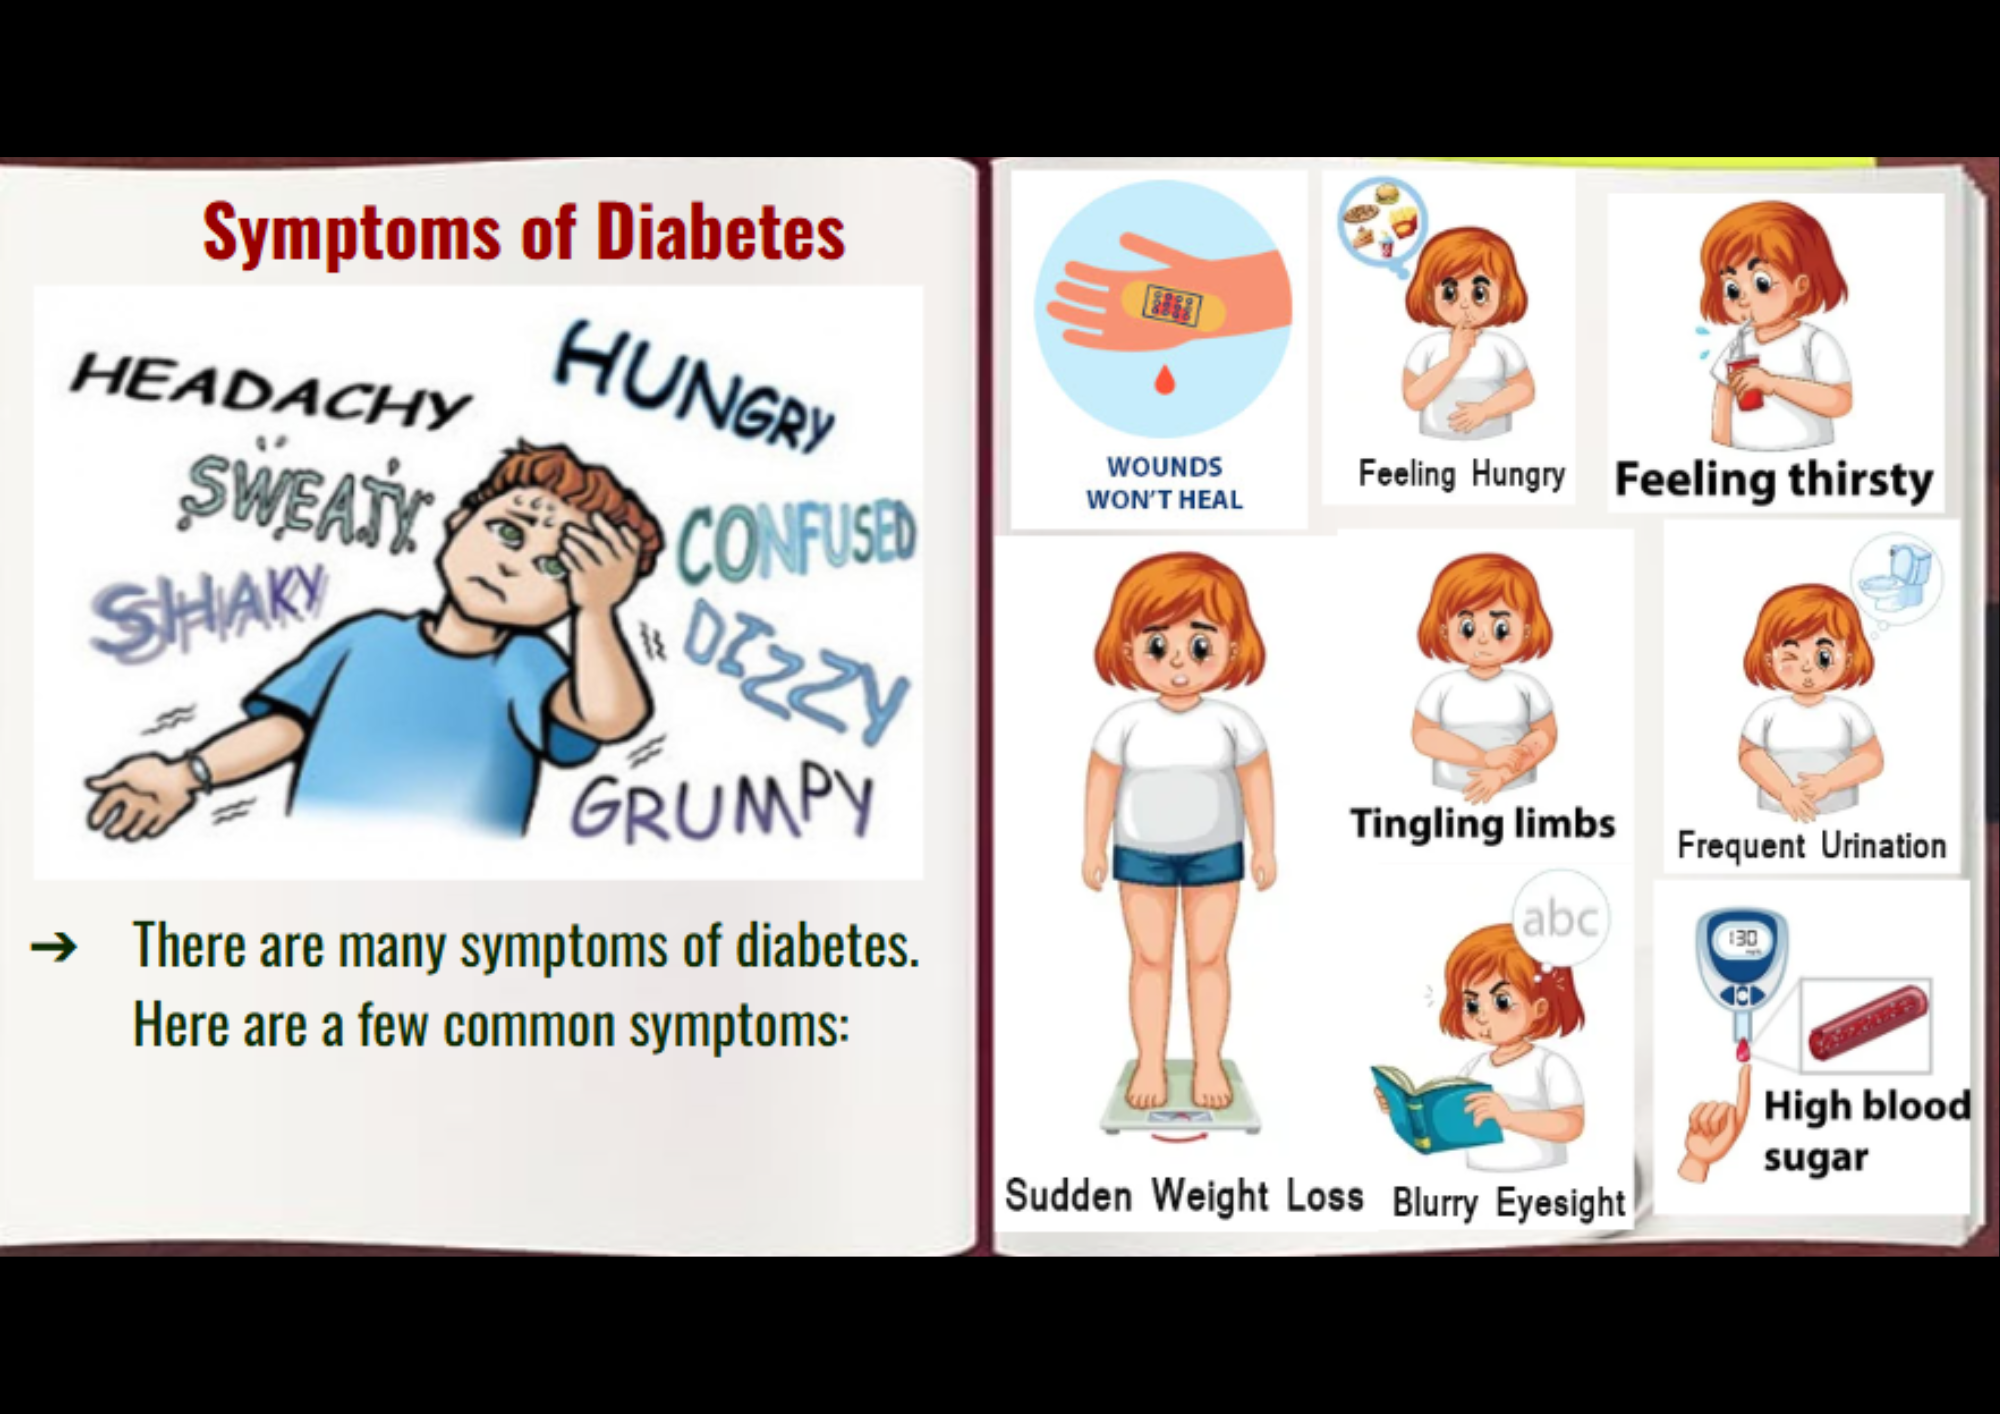 Symptoms of Diabetes
HEADACHY
HUNGRY
SWEATY
CONFUSED
SHAKY
DIZZY
GRUMPY
➔ There are many symptoms of diabetes.
Here are a few common symptoms:
WOUNDS
WON'T HEAL
Feeling Hungry
Feeling thirsty
Tingling limbs
Frequent Urination
abc
130
High blood
sugar
Sudden Weight Loss
Blurry Eyesight